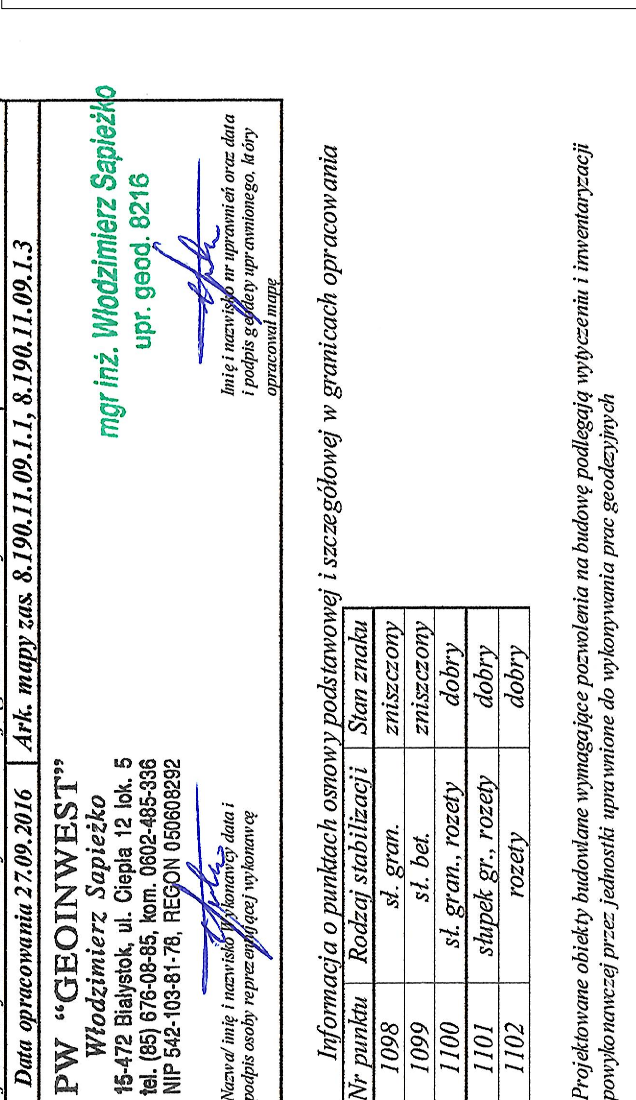 Data opracowania 27.09.2016
Ark. mapy zas. 8.190.11.09.1.1, 8.190.11.09.1.3
PW “GEOINWEST”
Włodzimierz Sapieżko
15-472 Białystok, ul. Ciepła 12 lok. 5
tel. (85) 676-08-85, kom. 0602-485-336
NIP 542-103-81-78, REGON 050608292
Nazwa/ imię i nazwisko wykonawcy data i
podpis osoby reprezentującej wykonawcę
mgr inż. Włodzimierz Sapieżko
upr. geod. 8216
Imię i nazwisko nr uprawnień oraz data
i podpis geodety uprawnionego, który
opracował mapę
Informacja o punktach osnowy podstawowej i szczegółowej w granicach opracowania
Nr punktu Rodzaj stabilizacji Stan znaku
1098 sł. gran. zniszczony
1099 sł. bet. zniszczony
1100 sł. gran., rozety dobry
1101 słupek gr., rozety dobry
1102 rozety dobry
Projektowane obiekty budowlane wymagające pozwolenia na budowę podlegają wytyczeniu i inwentaryzacji
powykonawczej przez jednostki uprawnione do wykonywania prac geodezyjnych